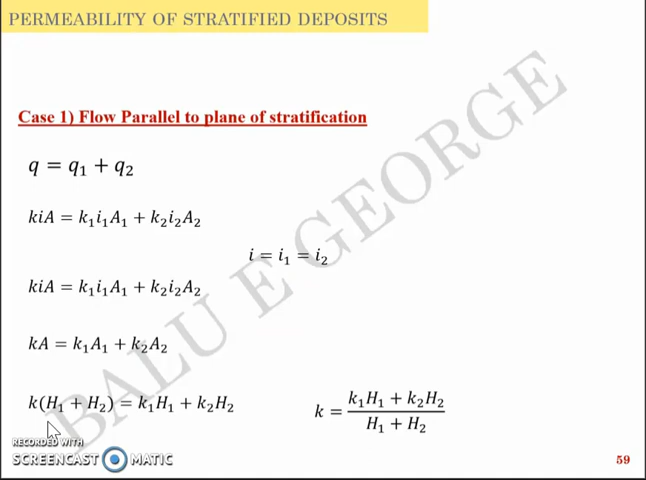 PERMEABILITY OF STRATIFIED DEPOSITS
Case 1) Flow Parallel to plane of stratification
q = q₁ + q₂
kiA = k₁i₁A₁ + k₂i₂A₂
i = i₁ = i₂
kiA = k₁i₁A₁ + k₂i₂A₂
kA = k₁A₁ + k₂A₂
k(H₁ + H₂) = k₁H₁ + k₂H₂
k = (k₁H₁ + k₂H₂) / (H₁ + H₂)
BALU E GEORGE
RECORDED WITH
SCREENCAST MATIC
59